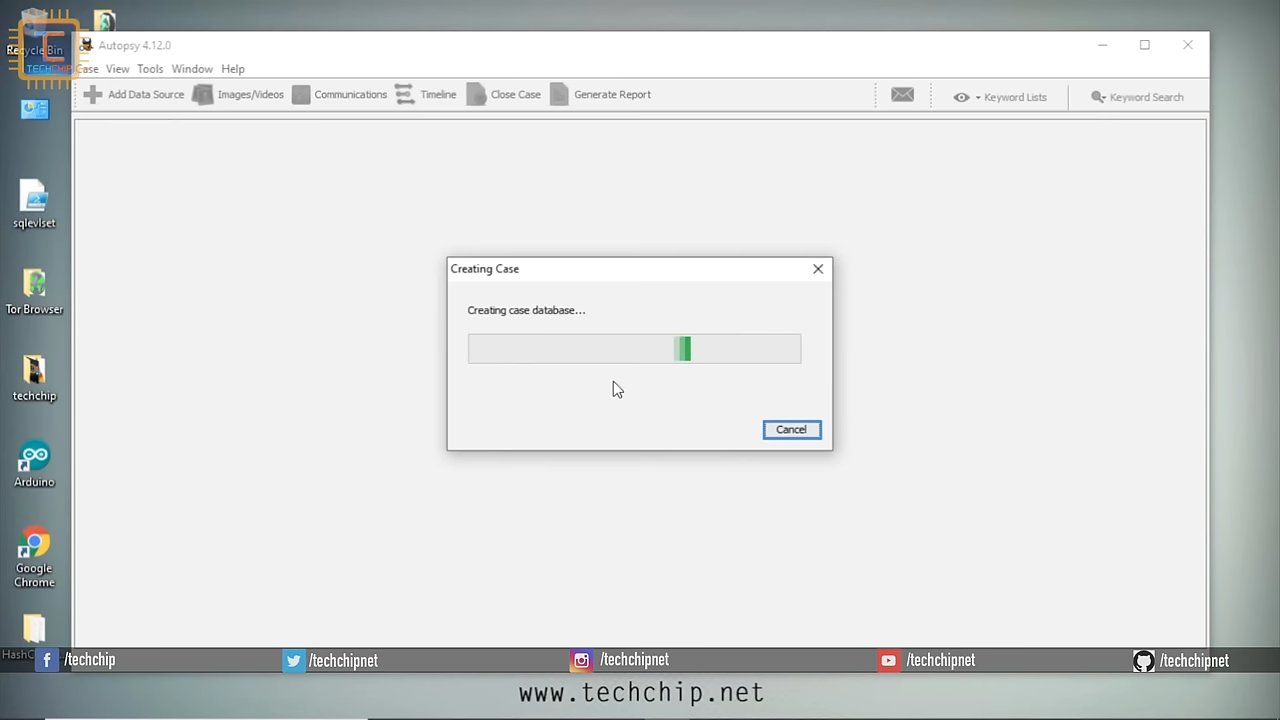 Recycle Bin
TECHCHIP
Autopsy 4.12.0
Case View Tools Window Help
Add Data Source Images/Videos Communications Timeline Close Case Generate Report Keyword Lists Keyword Search
sqlevlset
Tor Browser
techchip
Arduino
Google
Chrome
Creating Case
Creating case database...
Cancel
/techchip /techchipnet /techchipnet /techchipnet /techchipnet
www.techchip.net